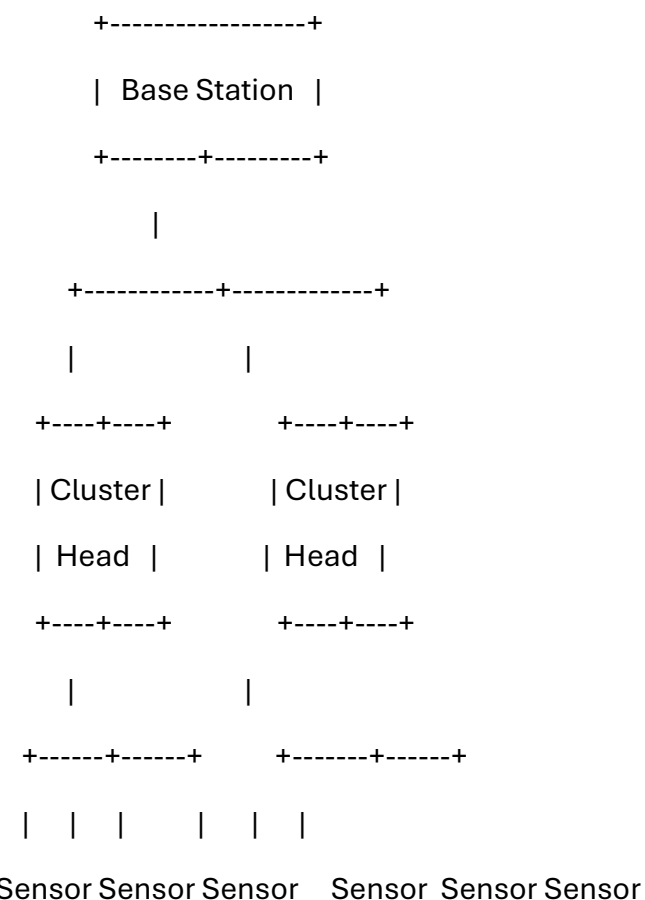 +------------------+
| Base Station |
+--------+---------+
|
+------------+-------------+
| |
+----+----+ +----+----+
| Cluster | | Cluster |
| Head | | Head |
+----+----+ +----+----+
| |
+------+------+ +-------+------+
| | | | | |
Sensor Sensor Sensor Sensor Sensor Sensor